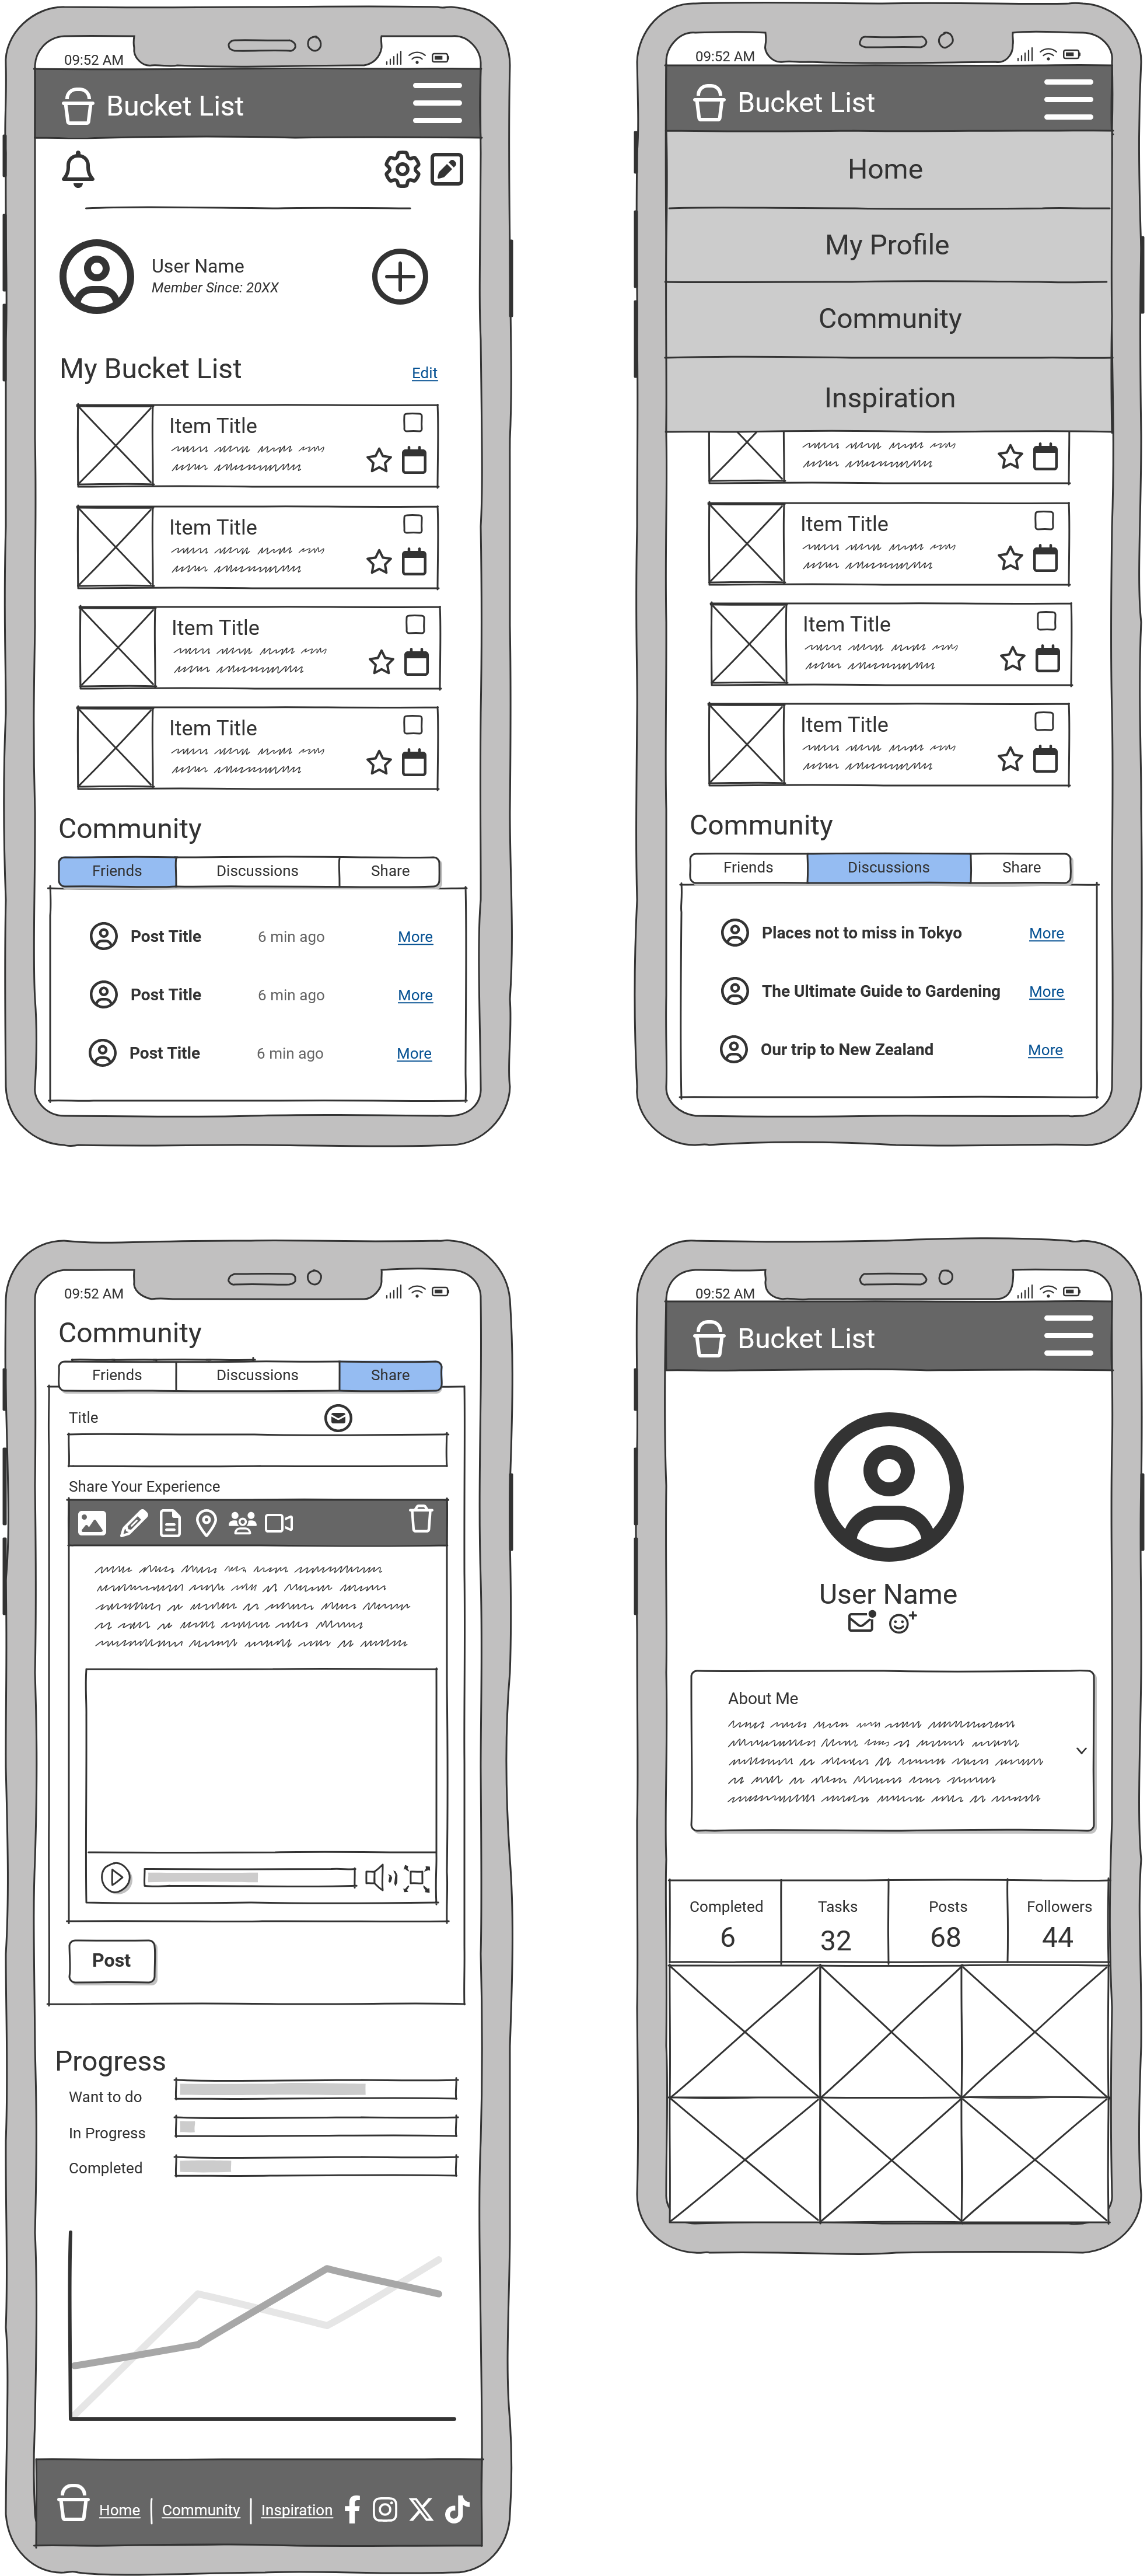 09:52 AM
Bucket List
User Name
Member Since: 20XX
My Bucket List
Edit
Item Title
Item Title
Item Title
Item Title
Community
Friends Discussions Share
Post Title 6 min ago More
Post Title 6 min ago More
Post Title 6 min ago More
09:52 AM
Bucket List
Home
My Profile
Community
Inspiration
Item Title
Item Title
Item Title
Community
Friends Discussions Share
Places not to miss in Tokyo More
The Ultimate Guide to Gardening More
Our trip to New Zealand More
09:52 AM
Community
Friends Discussions Share
Title
Share Your Experience
Post
Progress
Want to do
In Progress
Completed
Home | Community | Inspiration
09:52 AM
Bucket List
User Name
About Me
Completed Tasks Posts Followers
6 32 68 44